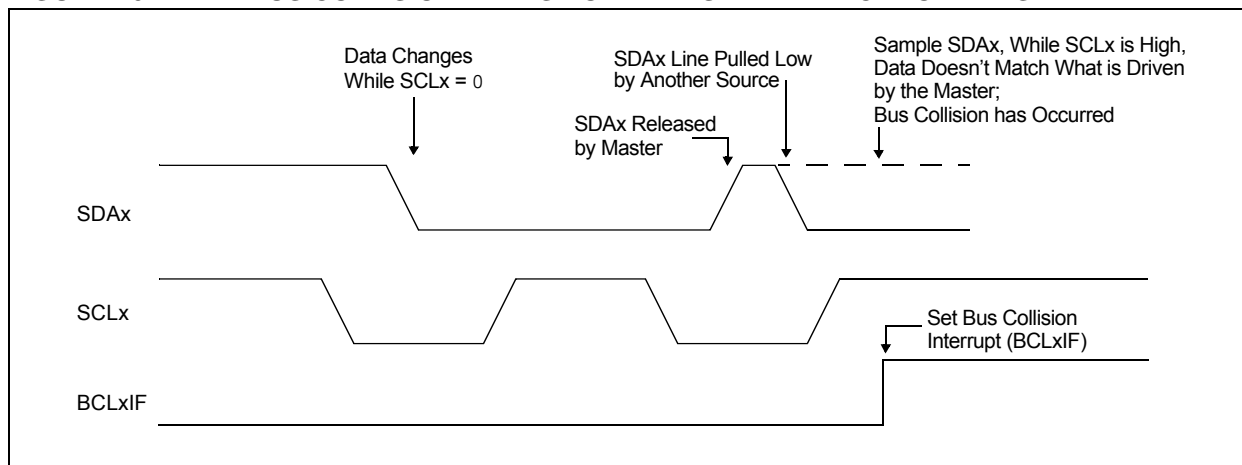 Data Changes
While SCLx = 0
SDAx Line Pulled Low
by Another Source
Sample SDAx, While SCLx is High,
Data Doesn't Match What is Driven
by the Master;
Bus Collision has Occurred
SDAx Released
by Master
SDAx
SCLx
Set Bus Collision
Interrupt (BCLxIF)
BCLxIF